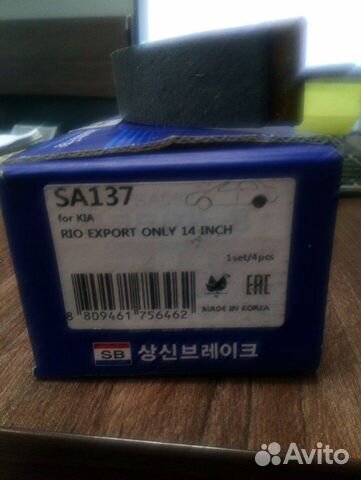 SA137
for KIA
RIO EXPORT ONLY 14 INCH
1set/4pcs
EAC
MADE IN KOREA
8 809461 756462
SB 상신브레이크
Avito